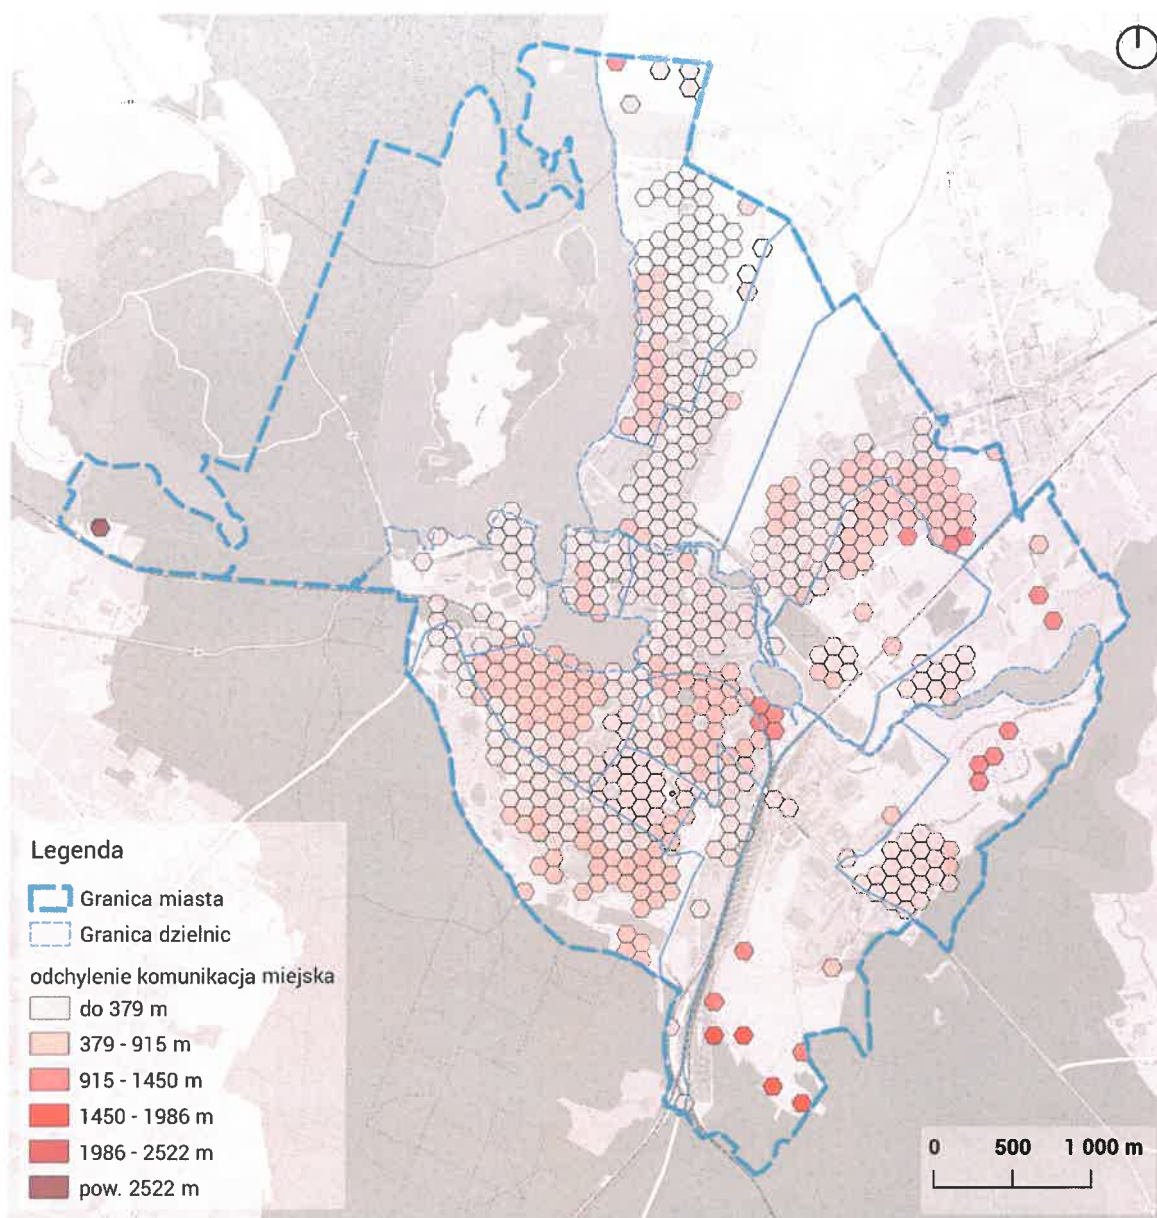 Legenda
Granica miasta
Granica dzielnic
odchylenie komunikacja miejska
do 379 m
379 - 915 m
915 - 1450 m
1450 - 1986 m
1986 - 2522 m
pow. 2522 m
0 500 1 000 m